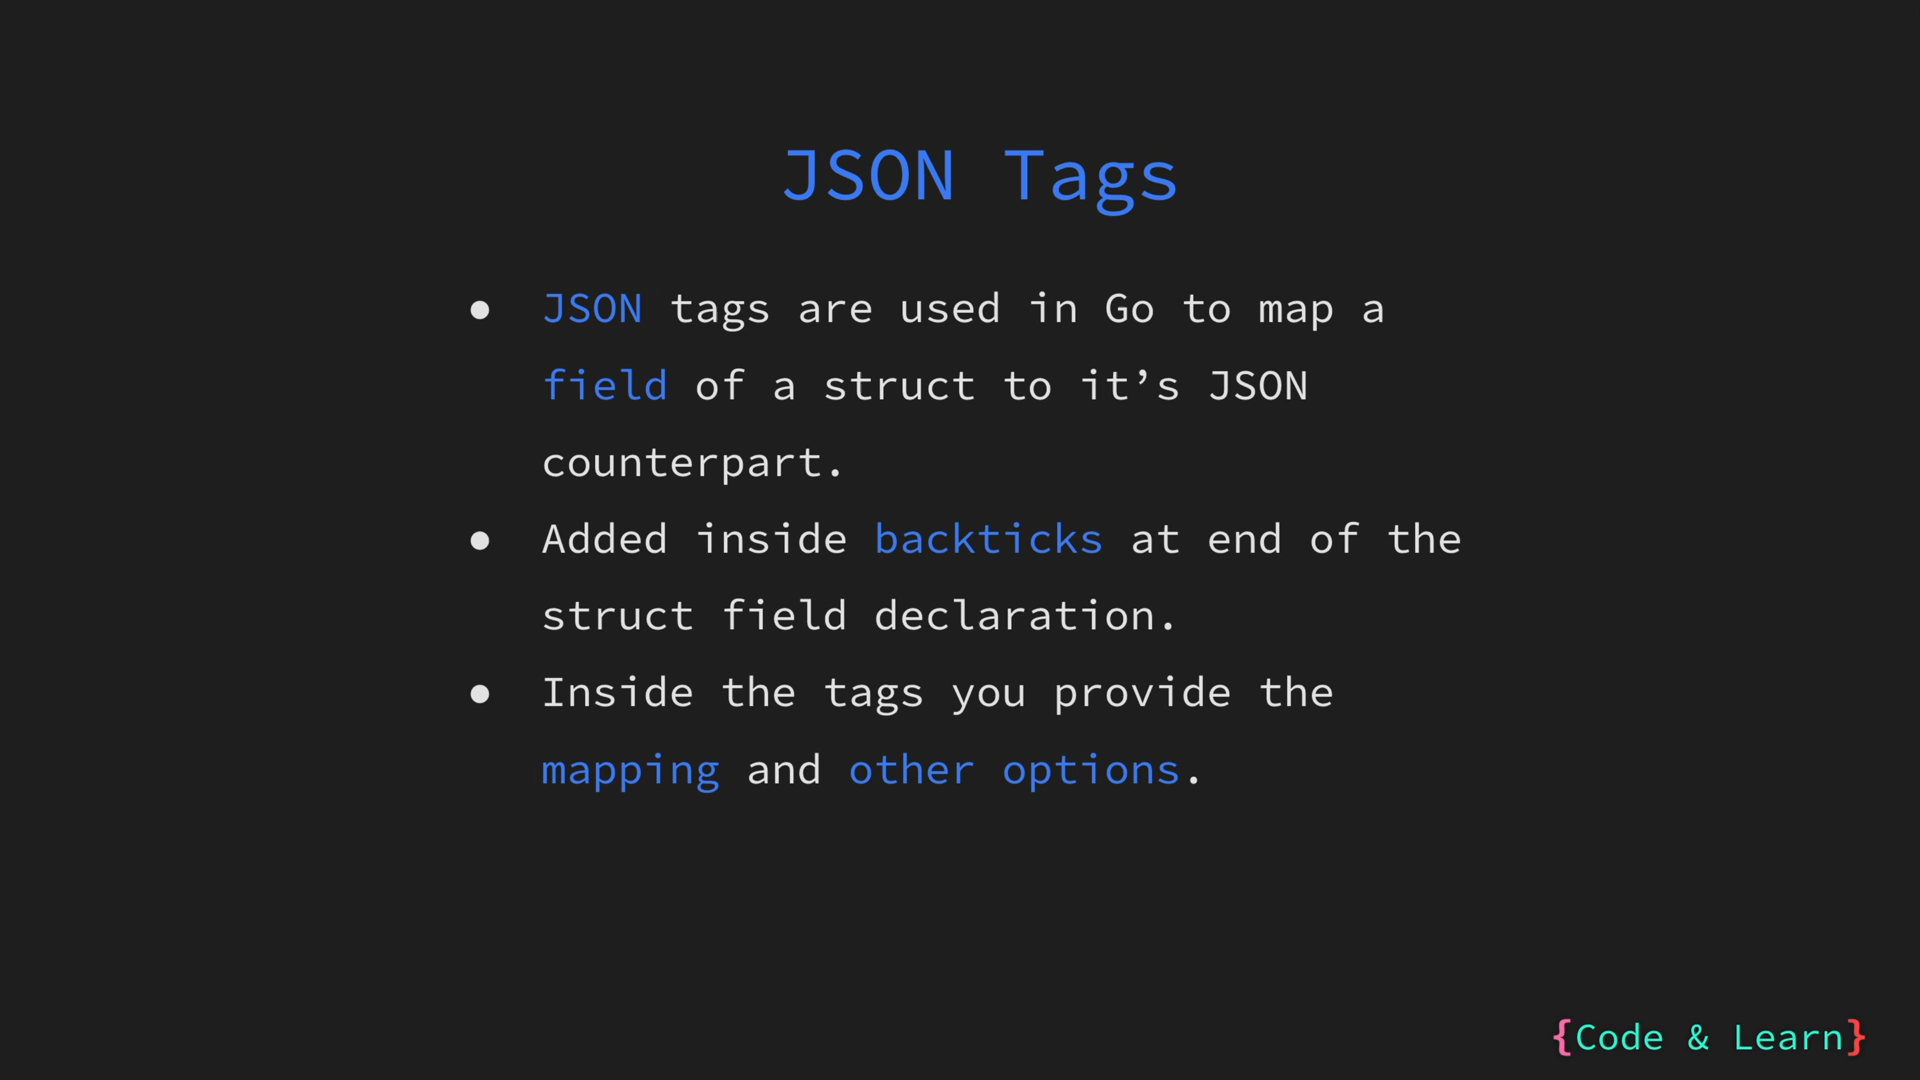 JSON Tags
● JSON tags are used in Go to map a
field of a struct to it’s JSON
counterpart.
● Added inside backticks at end of the
struct field declaration.
● Inside the tags you provide the
mapping and other options.
{Code & Learn}